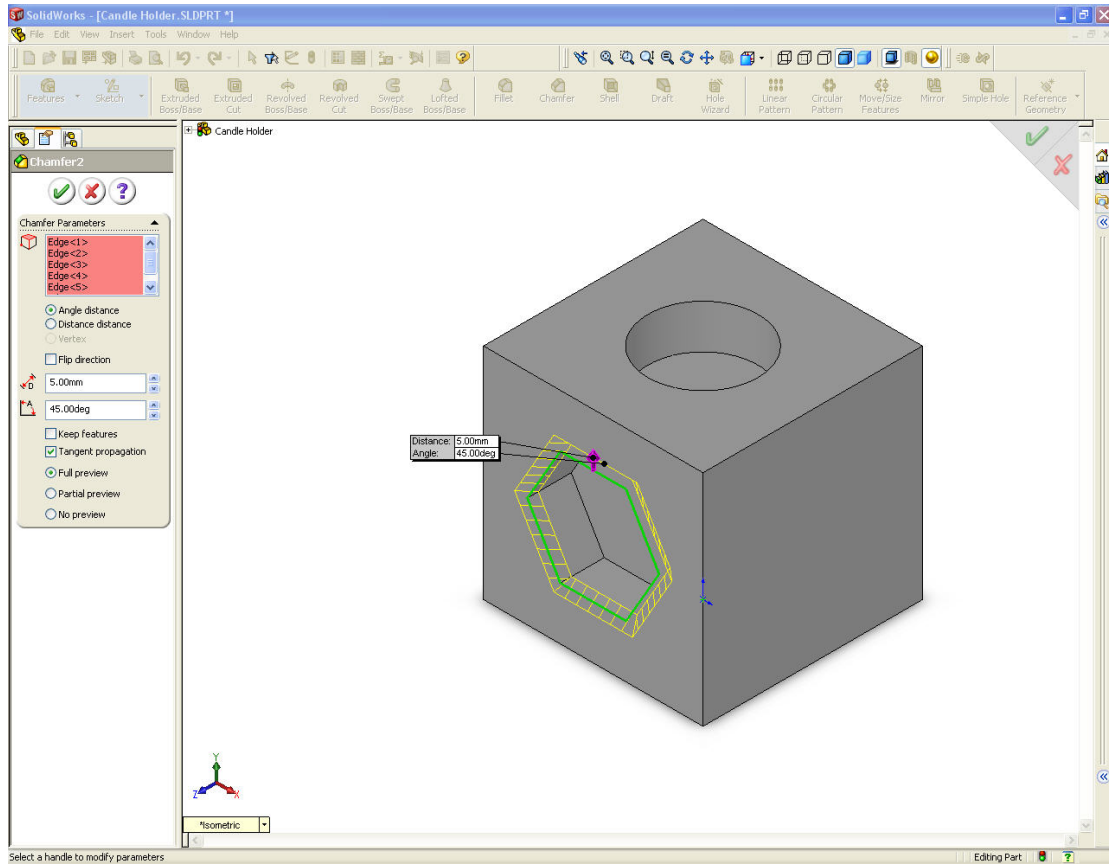 SolidWorks - [Candle Holder.SLDPRT *]
File Edit View Insert Tools Window Help
Features Sketch Extruded Boss/Base Extruded Cut Revolved Boss/Base Revolved Cut Swept Boss/Base Lofted Boss/Base Fillet Chamfer Shell Draft Hole Wizard Linear Pattern Circular Pattern Move/Size Features Mirror Simple Hole Reference Geometry
Candle Holder
Chamfer2
Chamfer Parameters
Edge<1>
Edge<2>
Edge<3>
Edge<4>
Edge<5>
Angle distance
Distance distance
Vertex
Flip direction
D 5.00mm
A 45.00deg
Keep features
Tangent propagation
Full preview
Partial preview
No preview
Distance: 5.00mm
Angle: 45.00deg
Y
Z X
*Isometric
Select a handle to modify parameters
Editing Part